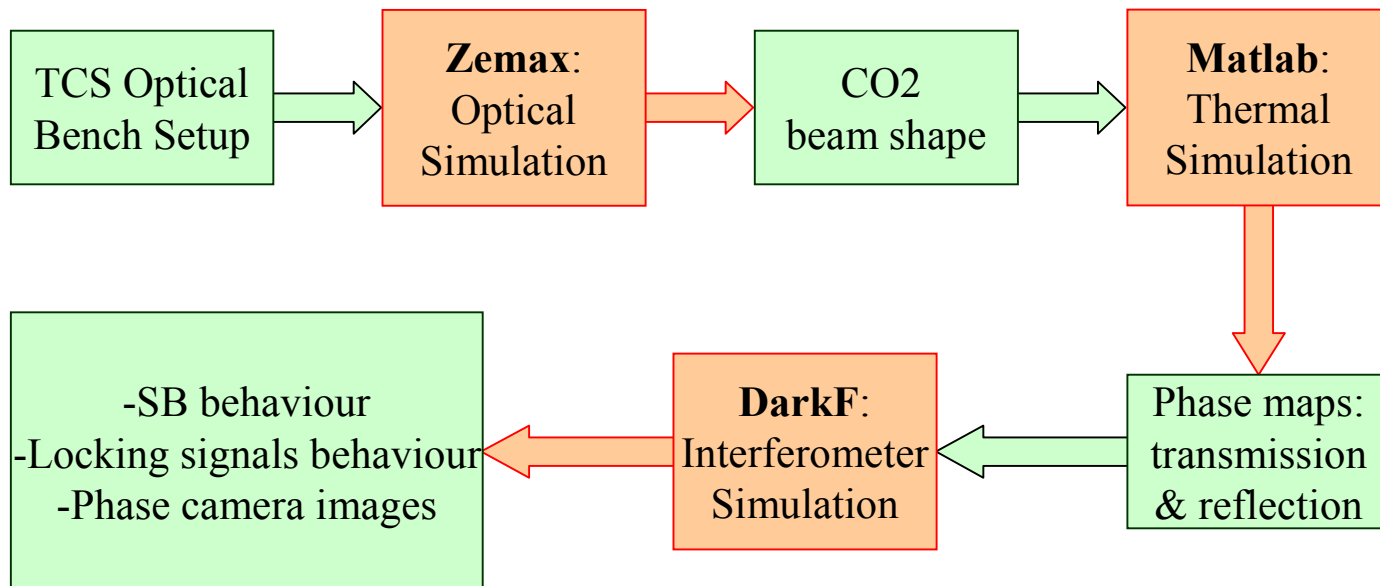 TCS Optical
Bench Setup
Zemax:
Optical
Simulation
CO2
beam shape
Matlab:
Thermal
Simulation
Phase maps:
transmission
& reflection
DarkF:
Interferometer
Simulation
-SB behaviour
-Locking signals behaviour
-Phase camera images